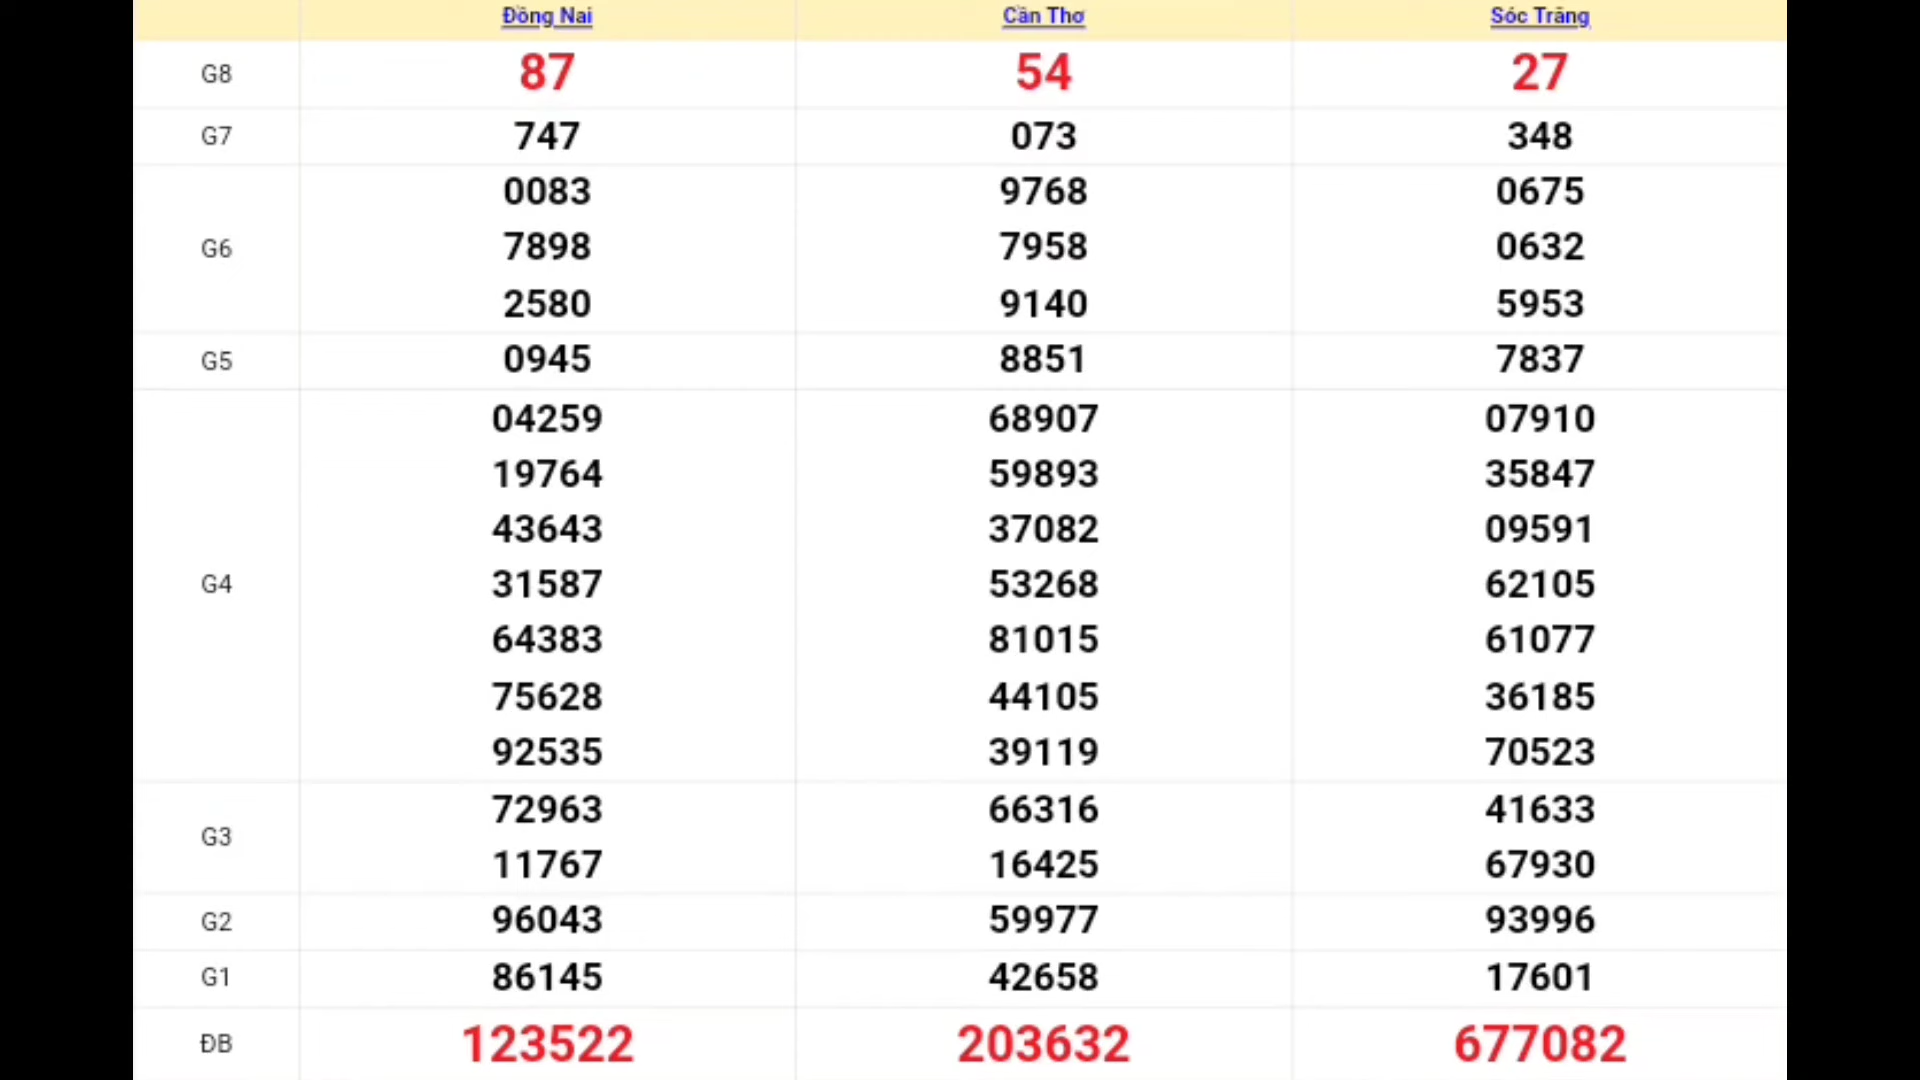 Đồng Nai Cần Thơ Sóc Trăng
G8 87 54 27
G7 747 073 348
0083 9768 0675
G6 7898 7958 0632
2580 9140 5953
G5 0945 8851 7837
04259 68907 07910
19764 59893 35847
43643 37082 09591
G4 31587 53268 62105
64383 81015 61077
75628 44105 36185
92535 39119 70523
G3 72963 66316 41633
11767 16425 67930
G2 96043 59977 93996
G1 86145 42658 17601
ĐB 123522 203632 677082